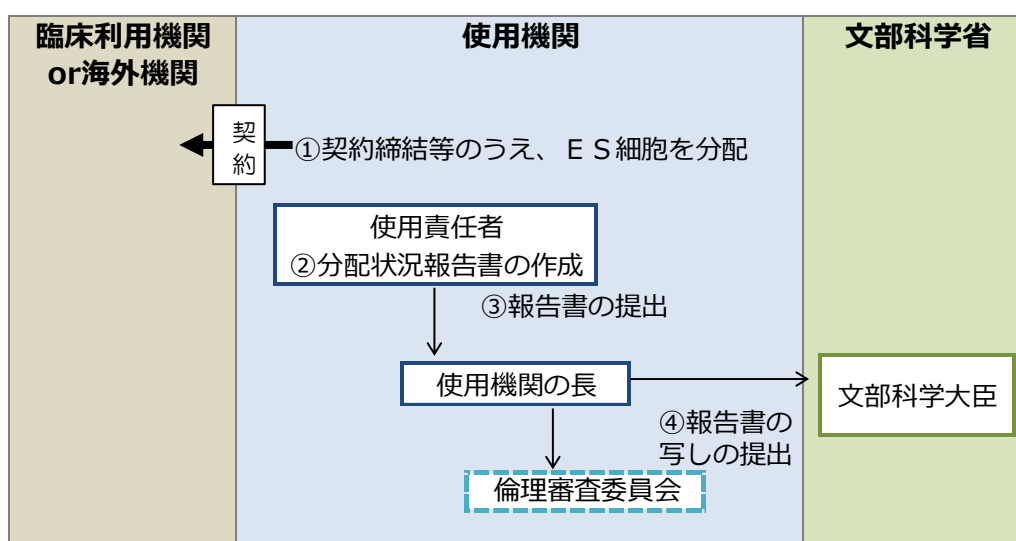 臨床利用機関
or海外機関
使用機関
文部科学省
契
約
①契約締結等のうえ、ＥＳ細胞を分配
使用責任者
②分配状況報告書の作成
③報告書の提出
使用機関の長
文部科学大臣
④報告書の
写しの提出
倫理審査委員会